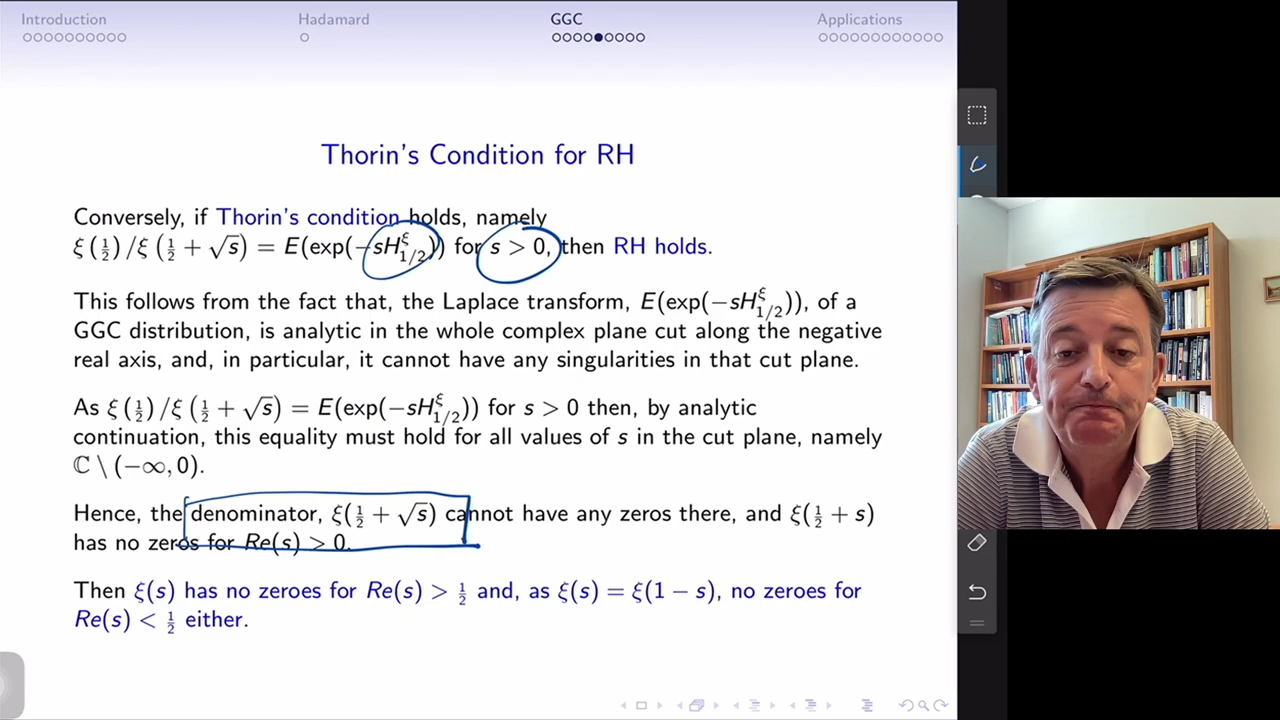 Introduction
Hadamard
GGC
Applications
Thorin's Condition for RH
Conversely, if Thorin's condition holds, namely
ξ(½)/ξ(½ + √s) = E(exp(−sH^ξ_{1/2})) for s > 0, then RH holds.
This follows from the fact that, the Laplace transform, E(exp(−sH^ξ_{1/2})), of a
GGC distribution, is analytic in the whole complex plane cut along the negative
real axis, and, in particular, it cannot have any singularities in that cut plane.
As ξ(½)/ξ(½ + √s) = E(exp(−sH^ξ_{1/2})) for s > 0 then, by analytic
continuation, this equality must hold for all values of s in the cut plane, namely
ℂ \ (−∞, 0).
Hence, the denominator, ξ(½ + √s) cannot have any zeros there, and ξ(½ + s)
has no zeros for Re(s) > 0.
Then ξ(s) has no zeroes for Re(s) > ½ and, as ξ(s) = ξ(1 − s), no zeroes for
Re(s) < ½ either.